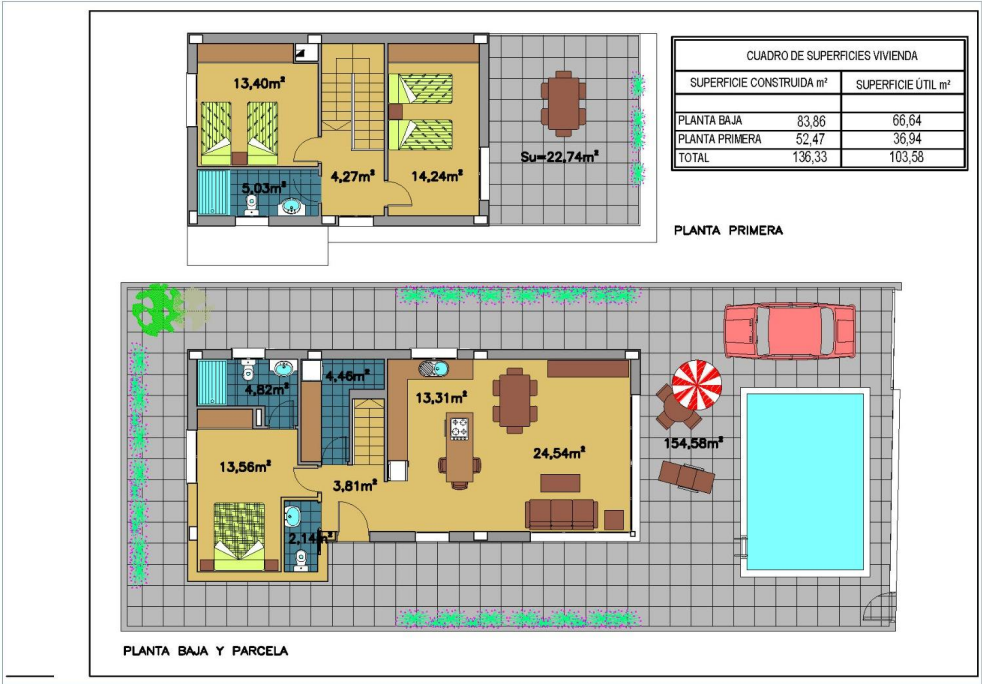 CUADRO DE SUPERFICIES VIVIENDA
SUPERFICIE CONSTRUIDA m² SUPERFICIE ÚTIL m²
PLANTA BAJA 83,86 66,64
PLANTA PRIMERA 52,47 36,94
TOTAL 136,33 103,58
13,40m²
5,03m²
4,27m²
14,24m²
Su=22,74m²
PLANTA PRIMERA
4,82m²
4,46m²
13,31m²
13,56m²
3,81m²
24,54m²
154,58m²
2,14m²
PLANTA BAJA Y PARCELA